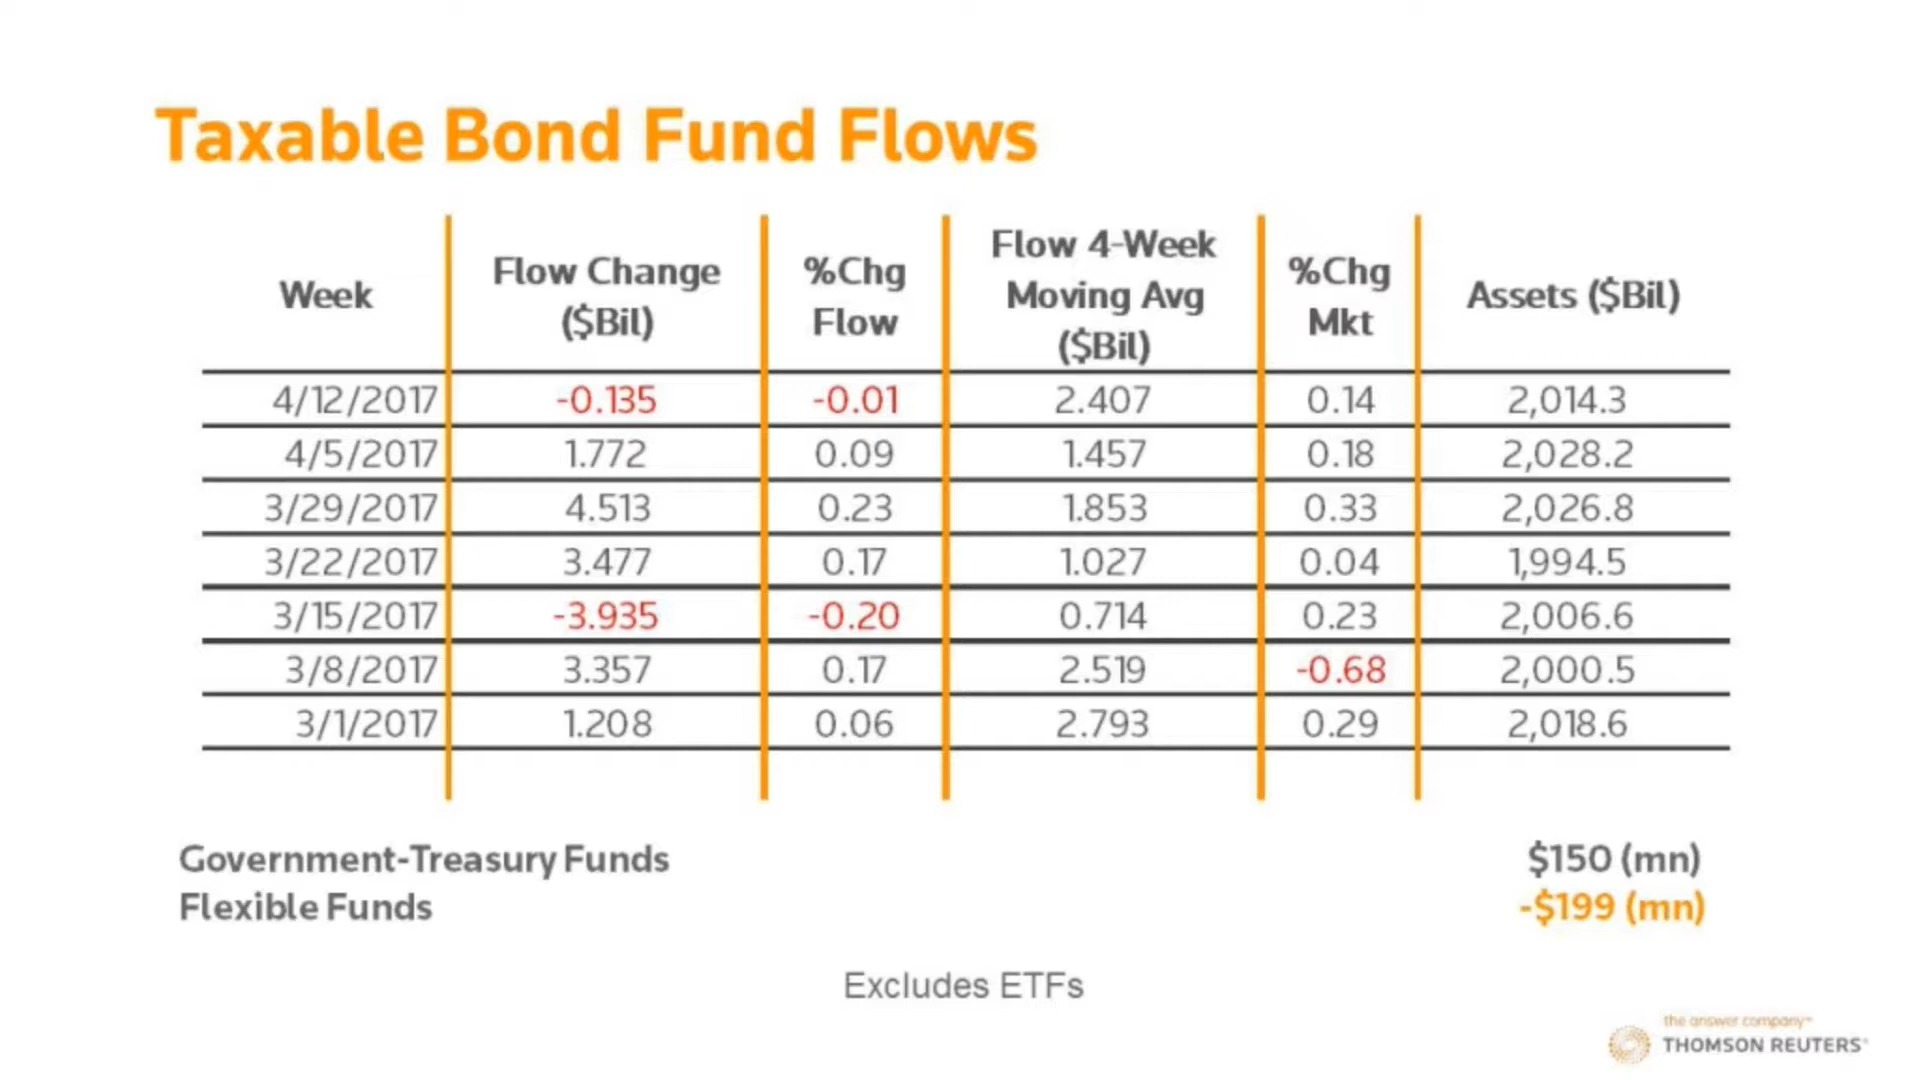 Taxable Bond Fund Flows
Week Flow Change ($Bil) %Chg Flow Flow 4-Week Moving Avg ($Bil) %Chg Mkt Assets ($Bil)
4/12/2017 -0.135 -0.01 2.407 0.14 2,014.3
4/5/2017 1.772 0.09 1.457 0.18 2,028.2
3/29/2017 4.513 0.23 1.853 0.33 2,026.8
3/22/2017 3.477 0.17 1.027 0.04 1,994.5
3/15/2017 -3.935 -0.20 0.714 0.23 2,006.6
3/8/2017 3.357 0.17 2.519 -0.68 2,000.5
3/1/2017 1.208 0.06 2.793 0.29 2,018.6
Government-Treasury Funds $150 (mn)
Flexible Funds -$199 (mn)
Excludes ETFs
the answer company™
THOMSON REUTERS®